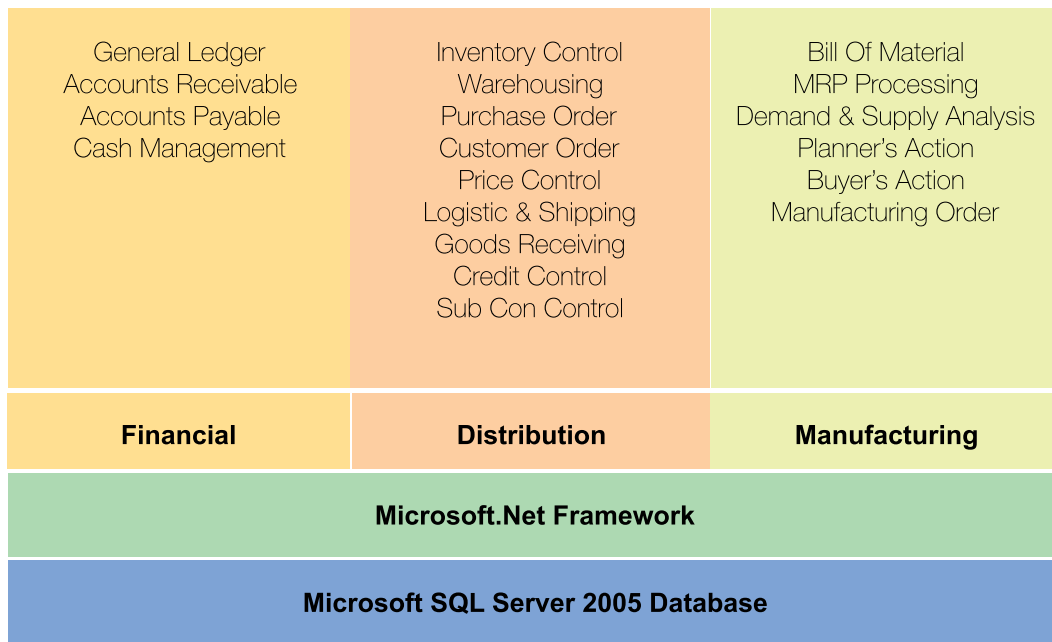 General Ledger
Accounts Receivable
Accounts Payable
Cash Management
Inventory Control
Warehousing
Purchase Order
Customer Order
Price Control
Logistic & Shipping
Goods Receiving
Credit Control
Sub Con Control
Bill Of Material
MRP Processing
Demand & Supply Analysis
Planner's Action
Buyer's Action
Manufacturing Order
Financial
Distribution
Manufacturing
Microsoft.Net Framework
Microsoft SQL Server 2005 Database